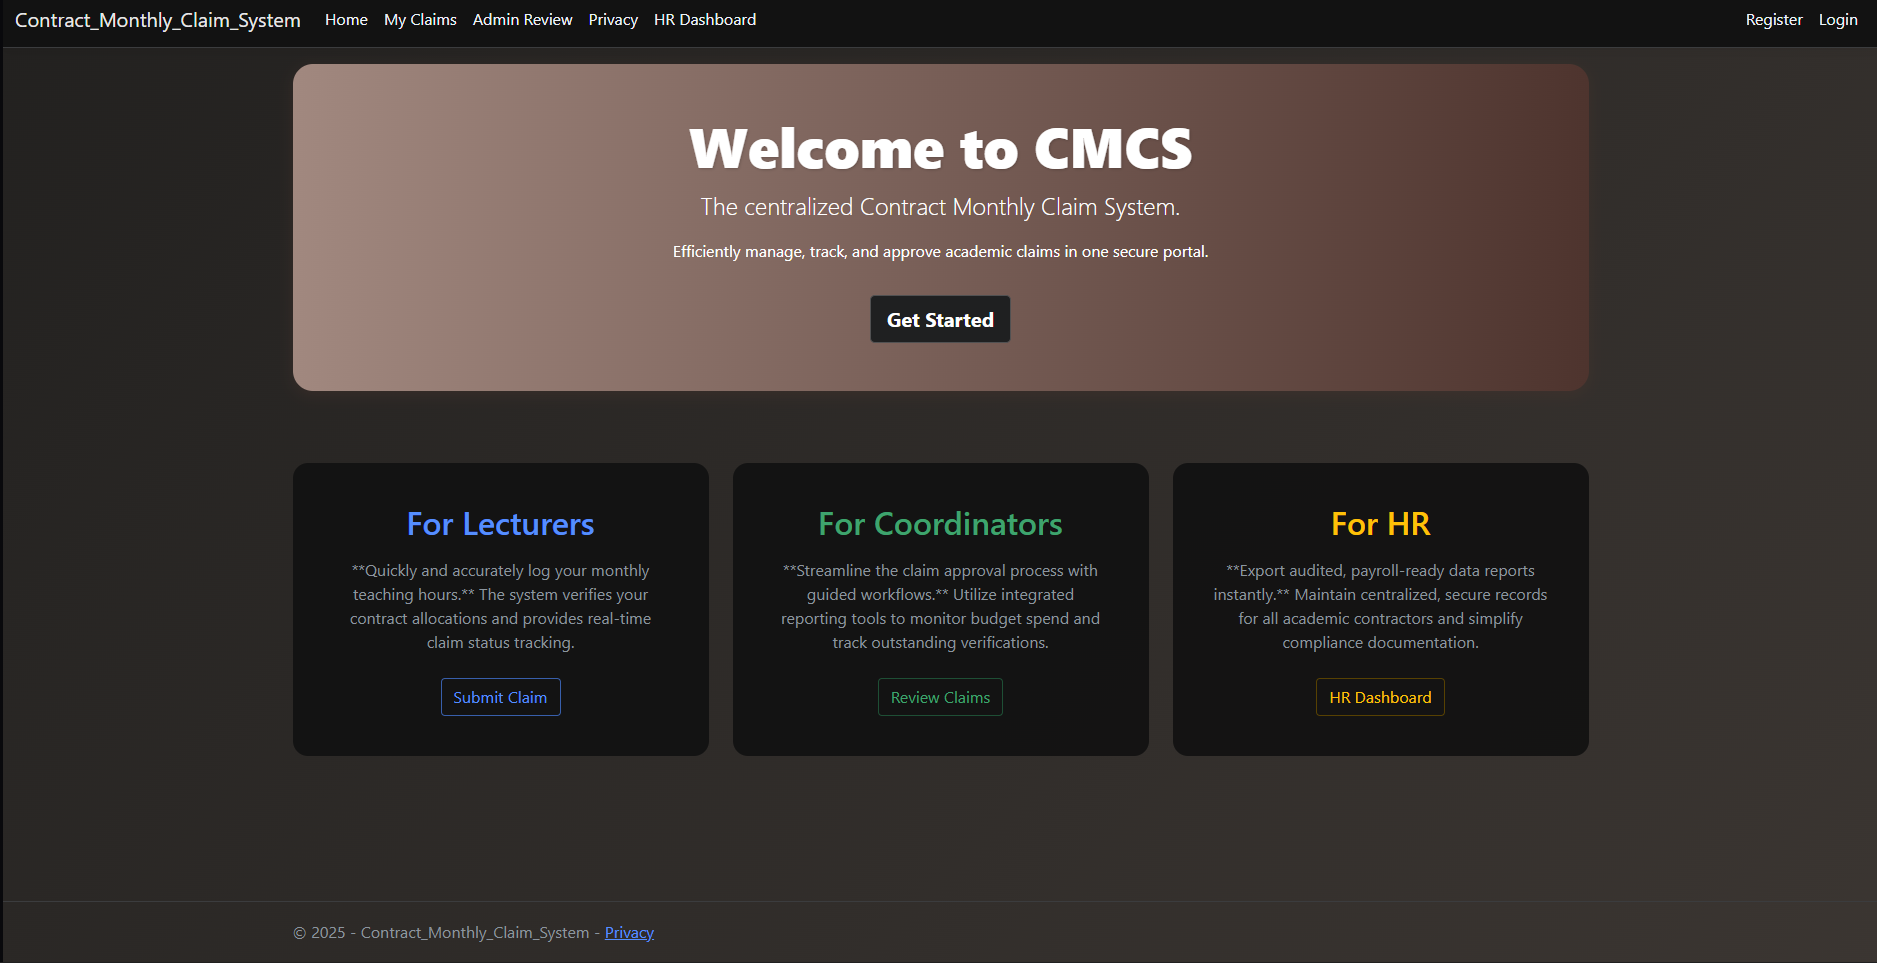 Contract_Monthly_Claim_System Home My Claims Admin Review Privacy HR Dashboard Register Login
Welcome to CMCS
The centralized Contract Monthly Claim System.
Efficiently manage, track, and approve academic claims in one secure portal.
Get Started
For Lecturers
**Quickly and accurately log your monthly
teaching hours.** The system verifies your
contract allocations and provides real-time
claim status tracking.
Submit Claim
For Coordinators
**Streamline the claim approval process with
guided workflows.** Utilize integrated
reporting tools to monitor budget spend and
track outstanding verifications.
Review Claims
For HR
**Export audited, payroll-ready data reports
instantly.** Maintain centralized, secure records
for all academic contractors and simplify
compliance documentation.
HR Dashboard
© 2025 - Contract_Monthly_Claim_System - Privacy